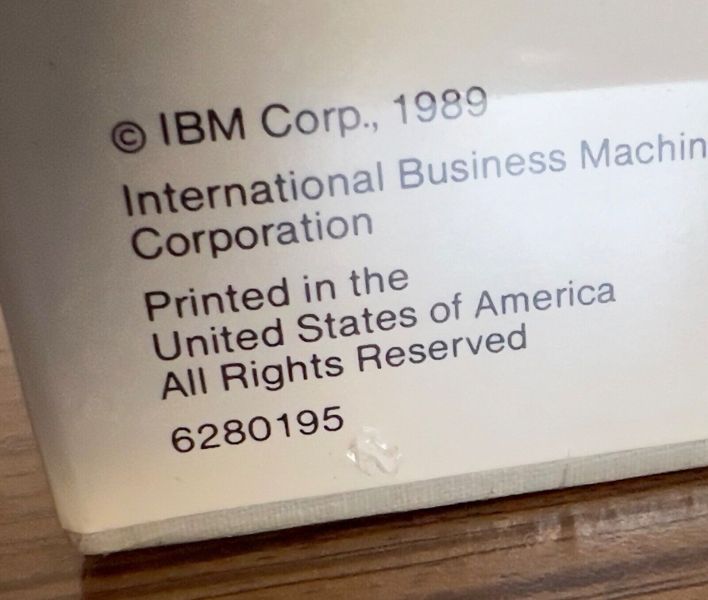 © IBM Corp., 1989
International Business Machin
Corporation
Printed in the
United States of America
All Rights Reserved
6280195